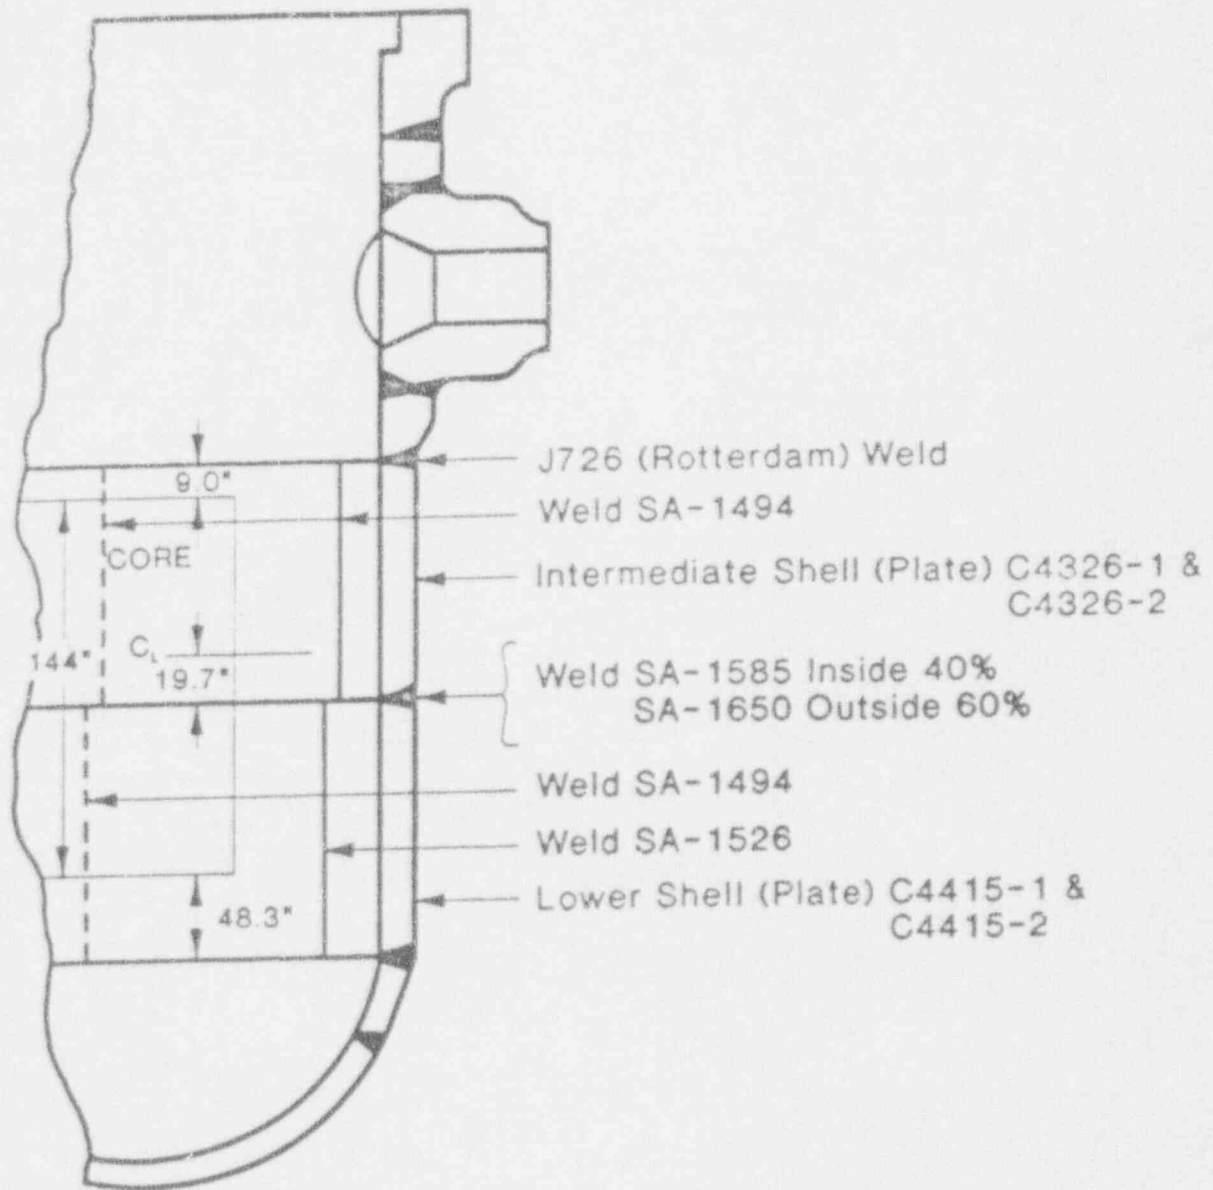 J726 (Rotterdam) Weld
9.0"
Weld SA-1494
CORE
Intermediate Shell (Plate) C4326-1 &
C4326-2
C_L
144"
19.7"
Weld SA-1585 Inside 40%
SA-1650 Outside 60%
Weld SA-1494
Weld SA-1526
Lower Shell (Plate) C4415-1 &
48.3"
C4415-2